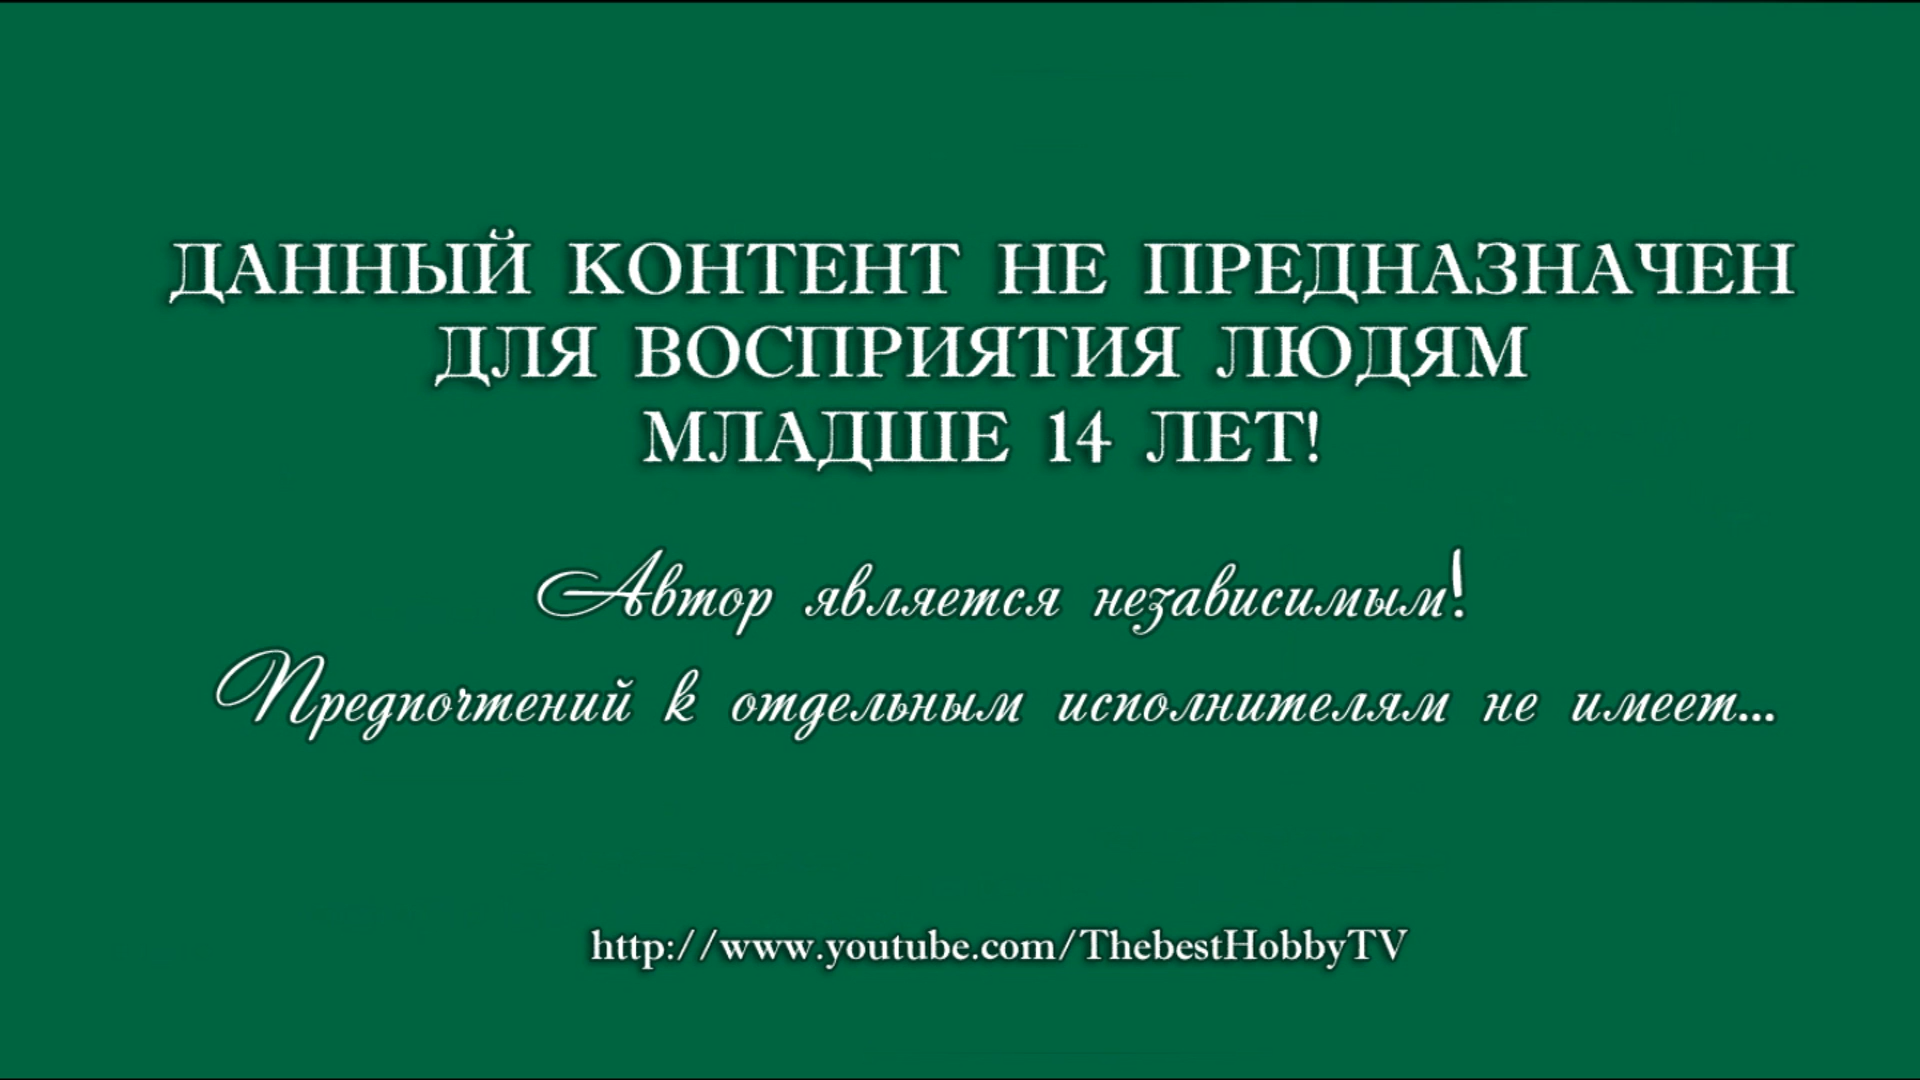 ДАННЫЙ КОНТЕНТ НЕ ПРЕДНАЗНАЧЕН
ДЛЯ ВОСПРИЯТИЯ ЛЮДЯМ
МЛАДШЕ 14 ЛЕТ!
Автор является независимым!
Предпочтений к отдельным исполнителям не имеет...
http://www.youtube.com/ThebestHobbyTV